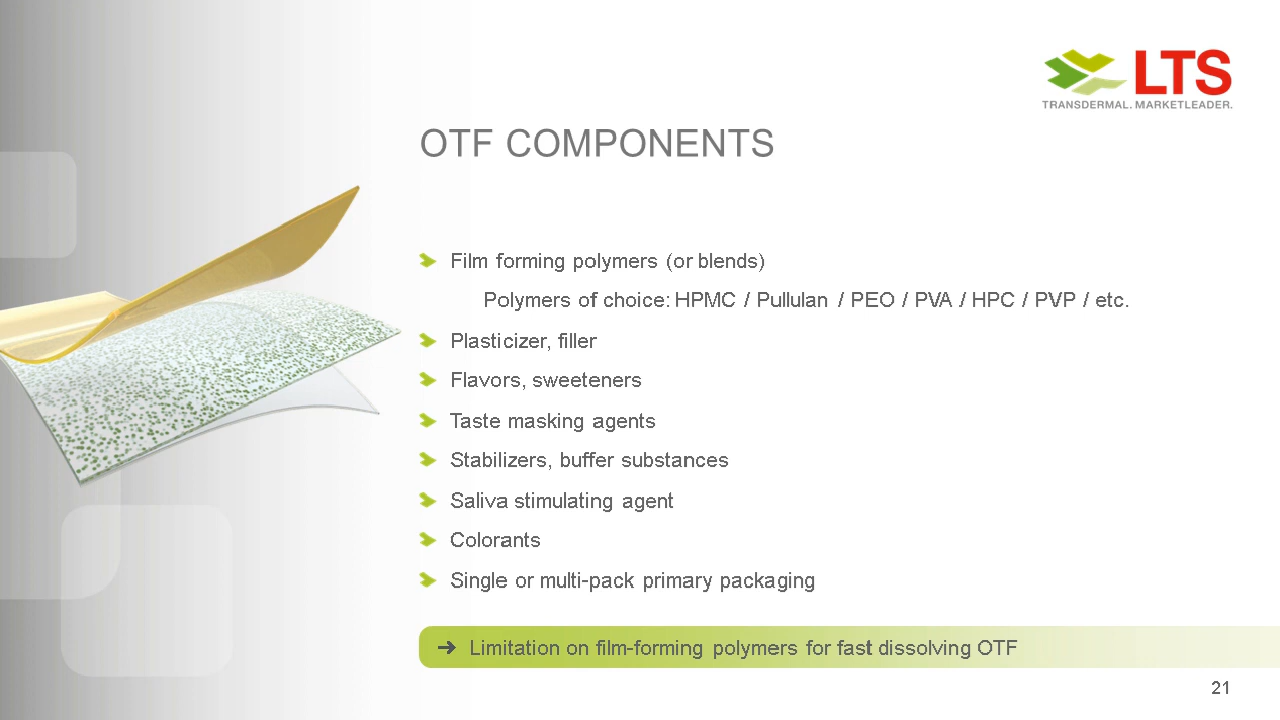 LTS
TRANSDERMAL. MARKETLEADER.
OTF COMPONENTS
Film forming polymers (or blends)
Polymers of choice: HPMC / Pullulan / PEO / PVA / HPC / PVP / etc.
Plasticizer, filler
Flavors, sweeteners
Taste masking agents
Stabilizers, buffer substances
Saliva stimulating agent
Colorants
Single or multi-pack primary packaging
➔ Limitation on film-forming polymers for fast dissolving OTF
21